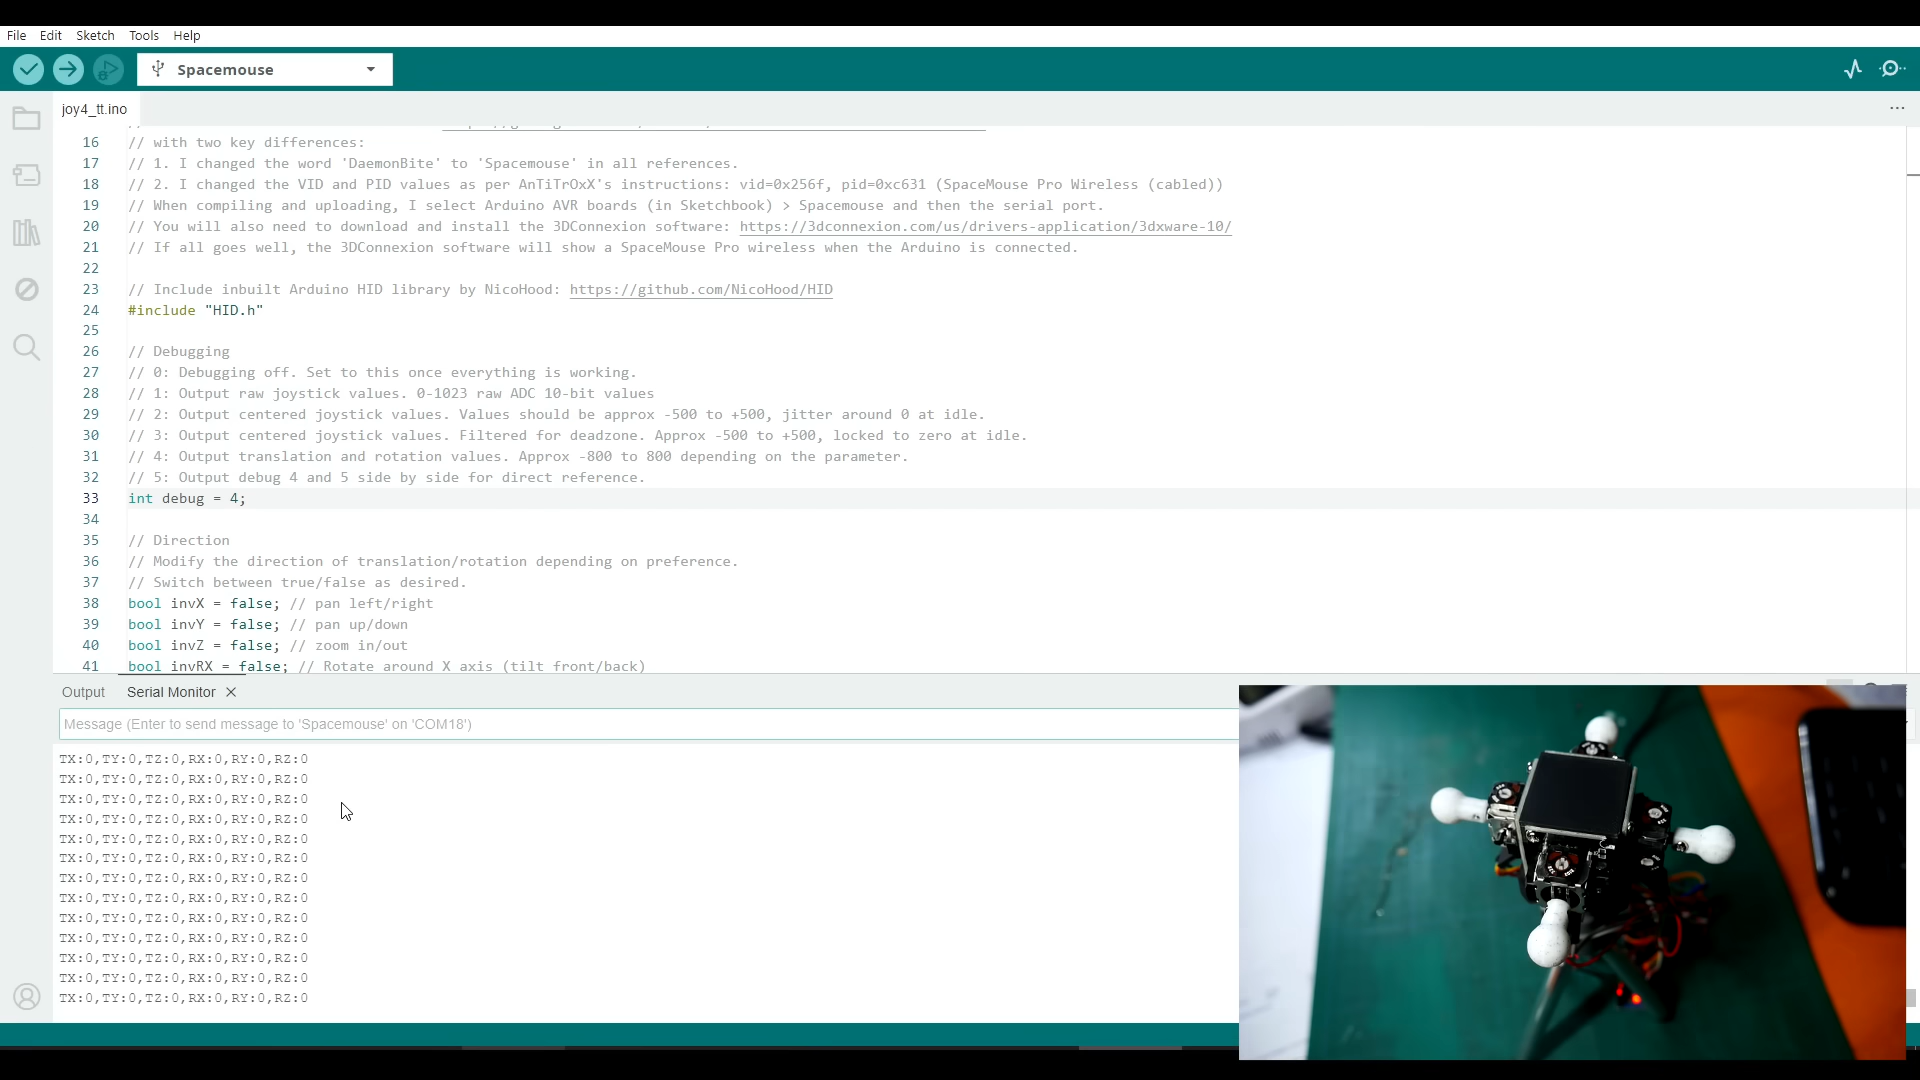 File Edit Sketch Tools Help
Spacemouse
joy4_tt.ino
16 // with two key differences:
17 // 1. I changed the word 'DaemonBite' to 'Spacemouse' in all references.
18 // 2. I changed the VID and PID values as per AnTiTrOxX's instructions: vid=0x256f, pid=0xc631 (SpaceMouse Pro Wireless (cabled))
19 // When compiling and uploading, I select Arduino AVR boards (in Sketchbook) > Spacemouse and then the serial port.
20 // You will also need to download and install the 3DConnexion software: https://3dconnexion.com/us/drivers-application/3dxware-10/
21 // If all goes well, the 3DConnexion software will show a SpaceMouse Pro wireless when the Arduino is connected.
22
23 // Include inbuilt Arduino HID library by NicoHood: https://github.com/NicoHood/HID
24 #include "HID.h"
25
26 // Debugging
27 // 0: Debugging off. Set to this once everything is working.
28 // 1: Output raw joystick values. 0-1023 raw ADC 10-bit values
29 // 2: Output centered joystick values. Values should be approx -500 to +500, jitter around 0 at idle.
30 // 3: Output centered joystick values. Filtered for deadzone. Approx -500 to +500, locked to zero at idle.
31 // 4: Output translation and rotation values. Approx -800 to 800 depending on the parameter.
32 // 5: Output debug 4 and 5 side by side for direct reference.
33 int debug = 4;
34
35 // Direction
36 // Modify the direction of translation/rotation depending on preference.
37 // Switch between true/false as desired.
38 bool invX = false; // pan left/right
39 bool invY = false; // pan up/down
40 bool invZ = false; // zoom in/out
41 bool invRX = false; // Rotate around X axis (tilt front/back)
Output Serial Monitor
Message (Enter to send message to 'Spacemouse' on 'COM18')
TX:0,TY:0,TZ:0,RX:0,RY:0,RZ:0
TX:0,TY:0,TZ:0,RX:0,RY:0,RZ:0
TX:0,TY:0,TZ:0,RX:0,RY:0,RZ:0
TX:0,TY:0,TZ:0,RX:0,RY:0,RZ:0
TX:0,TY:0,TZ:0,RX:0,RY:0,RZ:0
TX:0,TY:0,TZ:0,RX:0,RY:0,RZ:0
TX:0,TY:0,TZ:0,RX:0,RY:0,RZ:0
TX:0,TY:0,TZ:0,RX:0,RY:0,RZ:0
TX:0,TY:0,TZ:0,RX:0,RY:0,RZ:0
TX:0,TY:0,TZ:0,RX:0,RY:0,RZ:0
TX:0,TY:0,TZ:0,RX:0,RY:0,RZ:0
TX:0,TY:0,TZ:0,RX:0,RY:0,RZ:0
TX:0,TY:0,TZ:0,RX:0,RY:0,RZ:0